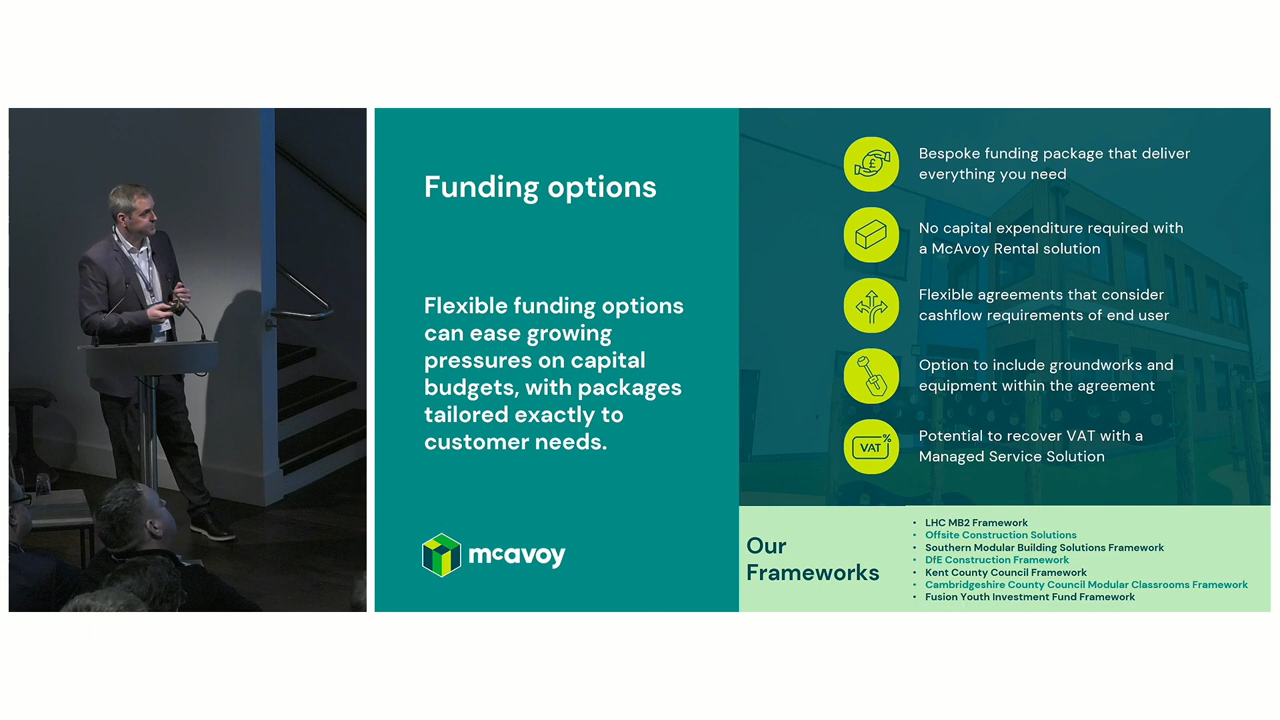 Funding options
Flexible funding options
can ease growing
pressures on capital
budgets, with packages
tailored exactly to
customer needs.
mcavoy
£
Bespoke funding package that deliver
everything you need
No capital expenditure required with
a McAvoy Rental solution
Flexible agreements that consider
cashflow requirements of end user
Option to include groundworks and
equipment within the agreement
VAT %
Potential to recover VAT with a
Managed Service Solution
Our
Frameworks
• LHC MB2 Framework
• Offsite Construction Solutions
• Southern Modular Building Solutions Framework
• DfE Construction Framework
• Kent County Council Framework
• Cambridgeshire County Council Modular Classrooms Framework
• Fusion Youth Investment Fund Framework